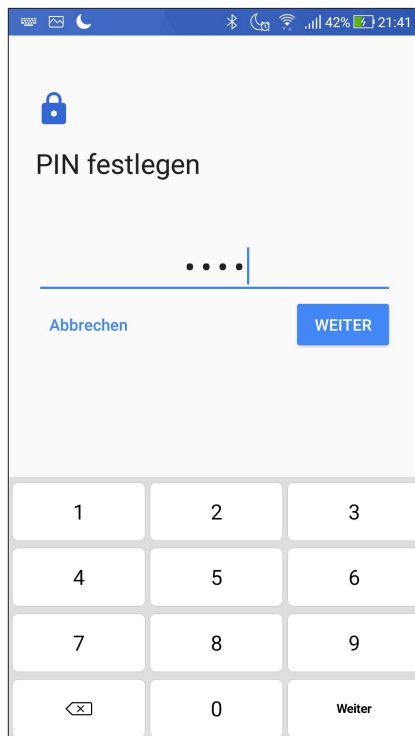 42% 21:41
PIN festlegen
••••
Abbrechen WEITER
1 2 3
4 5 6
7 8 9
0 Weiter